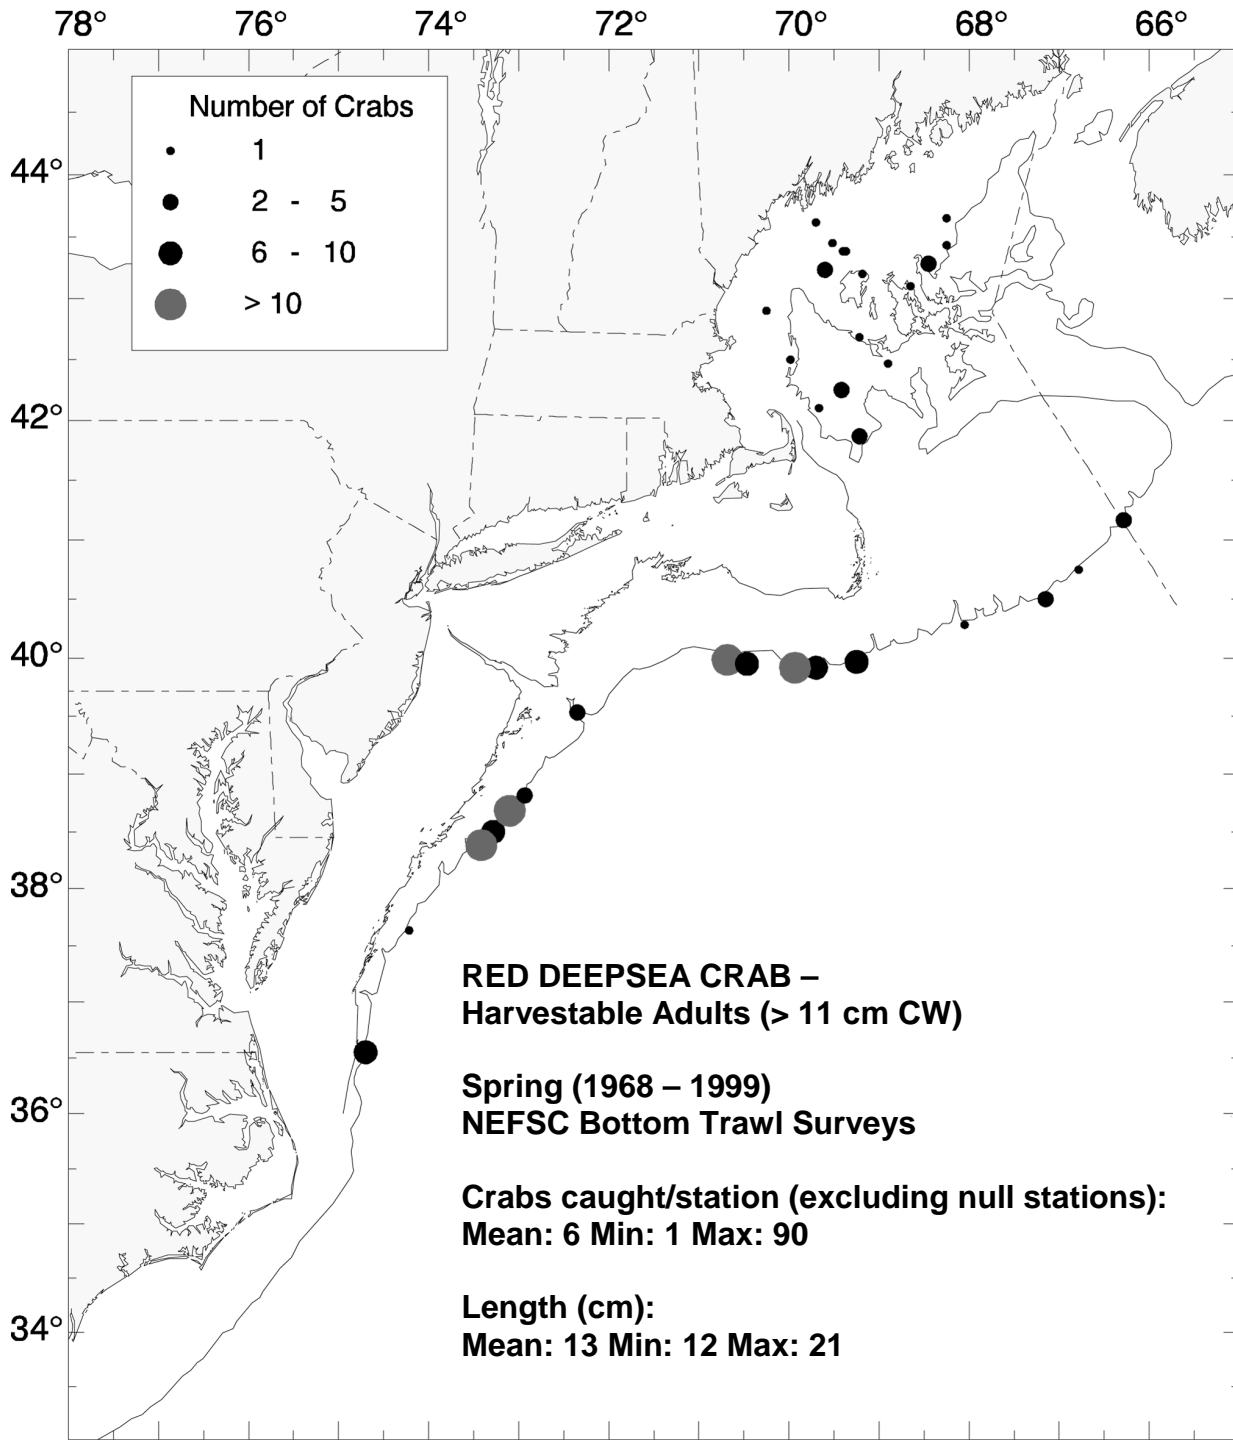 78° 76° 74° 72° 70° 68° 66°
Number of Crabs
1
2 - 5
6 - 10
> 10
44°
42°
40°
38°
36°
34°
RED DEEPSEA CRAB –
Harvestable Adults (> 11 cm CW)
Spring (1968 – 1999)
NEFSC Bottom Trawl Surveys
Crabs caught/station (excluding null stations):
Mean: 6 Min: 1 Max: 90
Length (cm):
Mean: 13 Min: 12 Max: 21